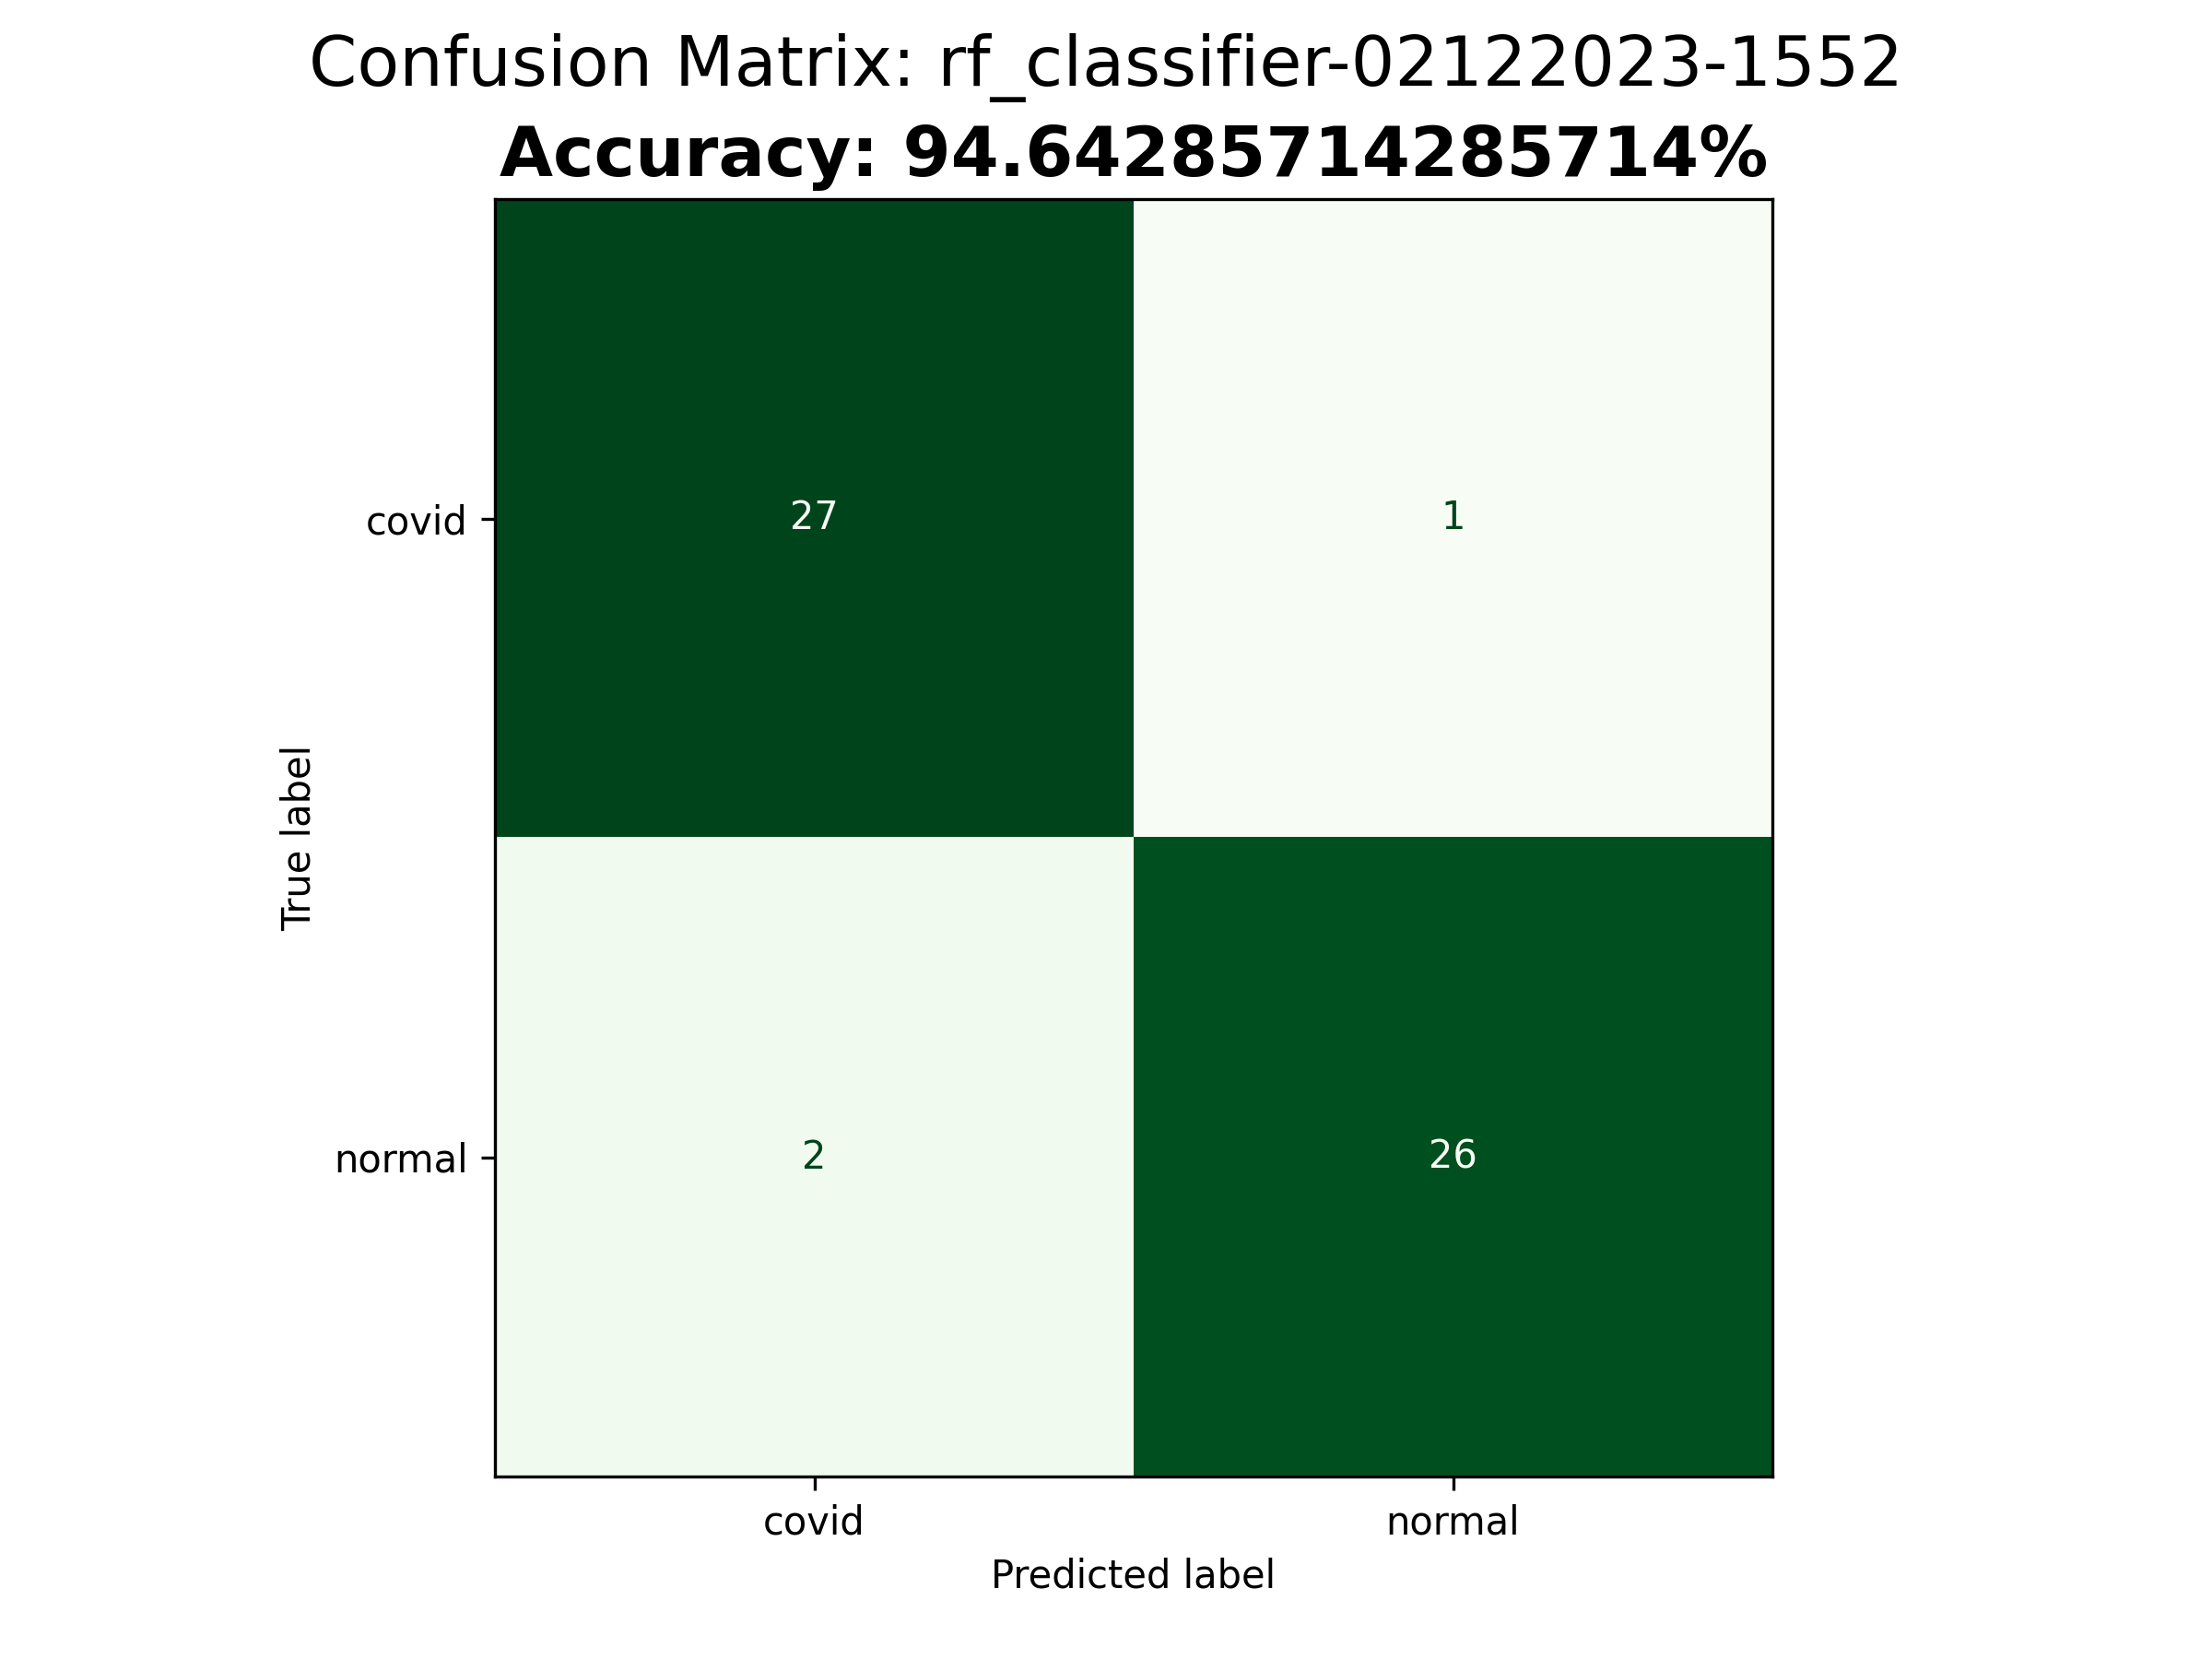 Confusion Matrix: rf_classifier-02122023-1552
Accuracy: 94.64285714285714%
covid
27
1
True label
normal
2
26
covid
normal
Predicted label